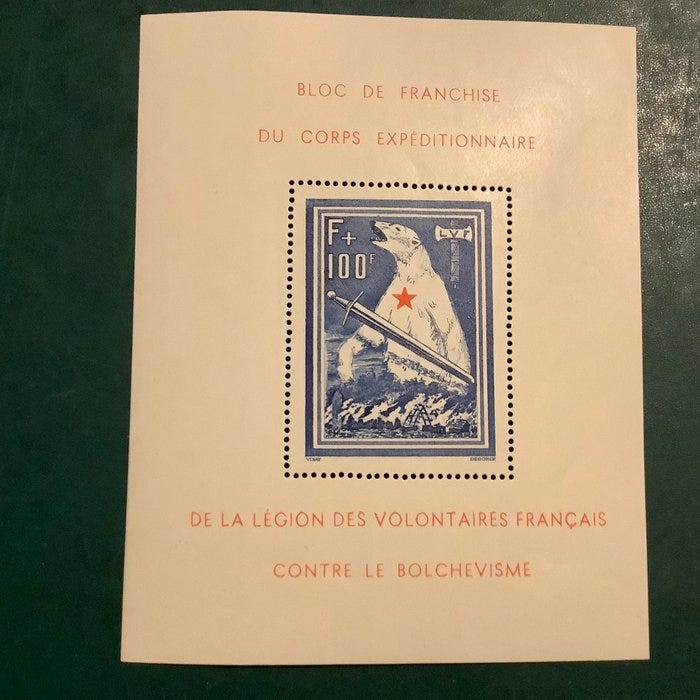 BLOC DE FRANCHISE
DU CORPS EXPÉDITIONNAIRE
F+
100F
LVF
DE LA LÉGION DES VOLONTAIRES FRANÇAIS
CONTRE LE BOLCHEVISME